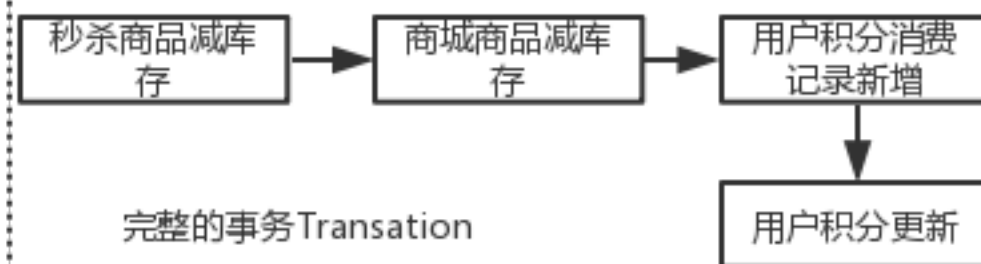 秒杀商品减库
存
商城商品减库
存
用户积分消费
记录新增
完整的事务Transation
用户积分更新